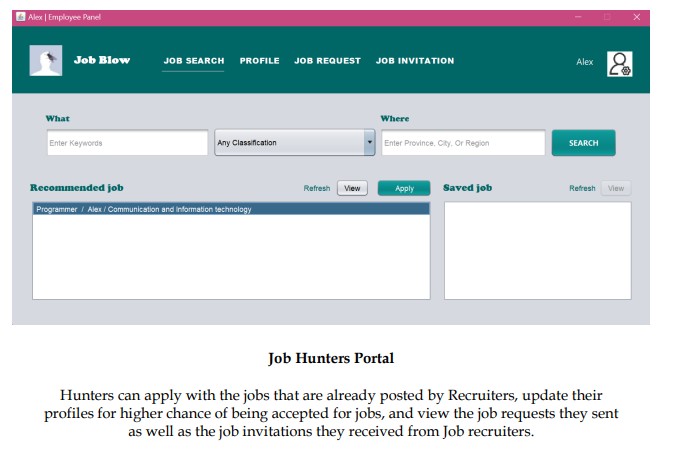 Alex | Employee Panel
Job Blow JOB SEARCH PROFILE JOB REQUEST JOB INVITATION Alex
What Where
Enter Keywords Any Classification Enter Province, City, Or Region SEARCH
Recommended job Refresh View Apply Saved job Refresh View
Programmer / Alex / Communication and Information technology
Job Hunters Portal
Hunters can apply with the jobs that are already posted by Recruiters, update their
profiles for higher chance of being accepted for jobs, and view the job requests they sent
as well as the job invitations they received from Job recruiters.